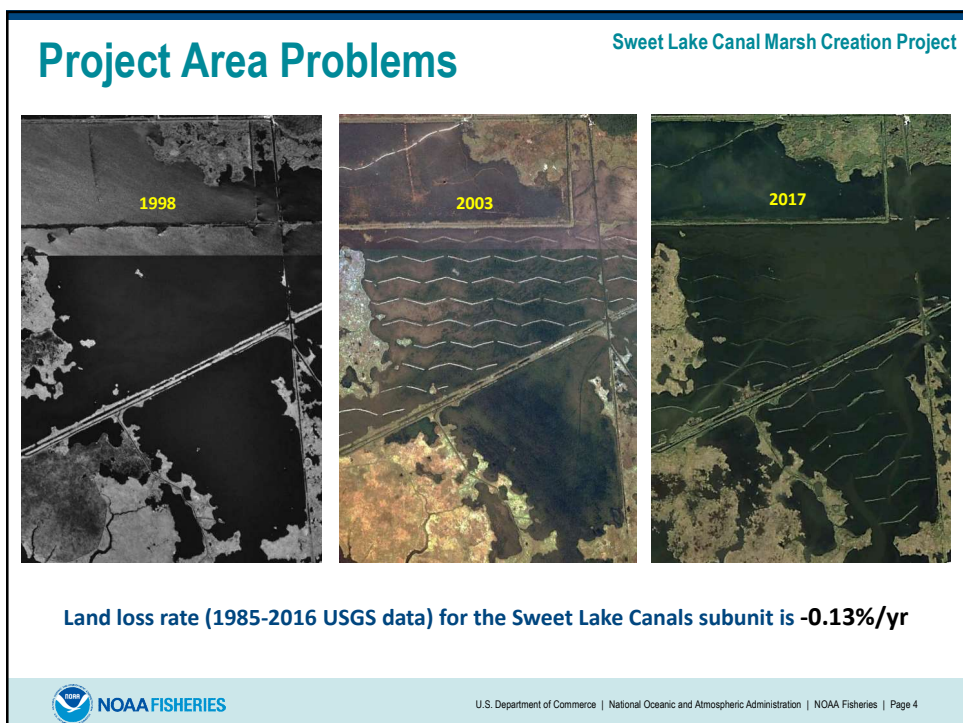 Sweet Lake Canal Marsh Creation Project
Project Area Problems
1998
2003
2017
Land loss rate (1985-2016 USGS data) for the Sweet Lake Canals subunit is -0.13%/yr
NOAA
NOAA FISHERIES
U.S. Department of Commerce | National Oceanic and Atmospheric Administration | NOAA Fisheries | Page 4